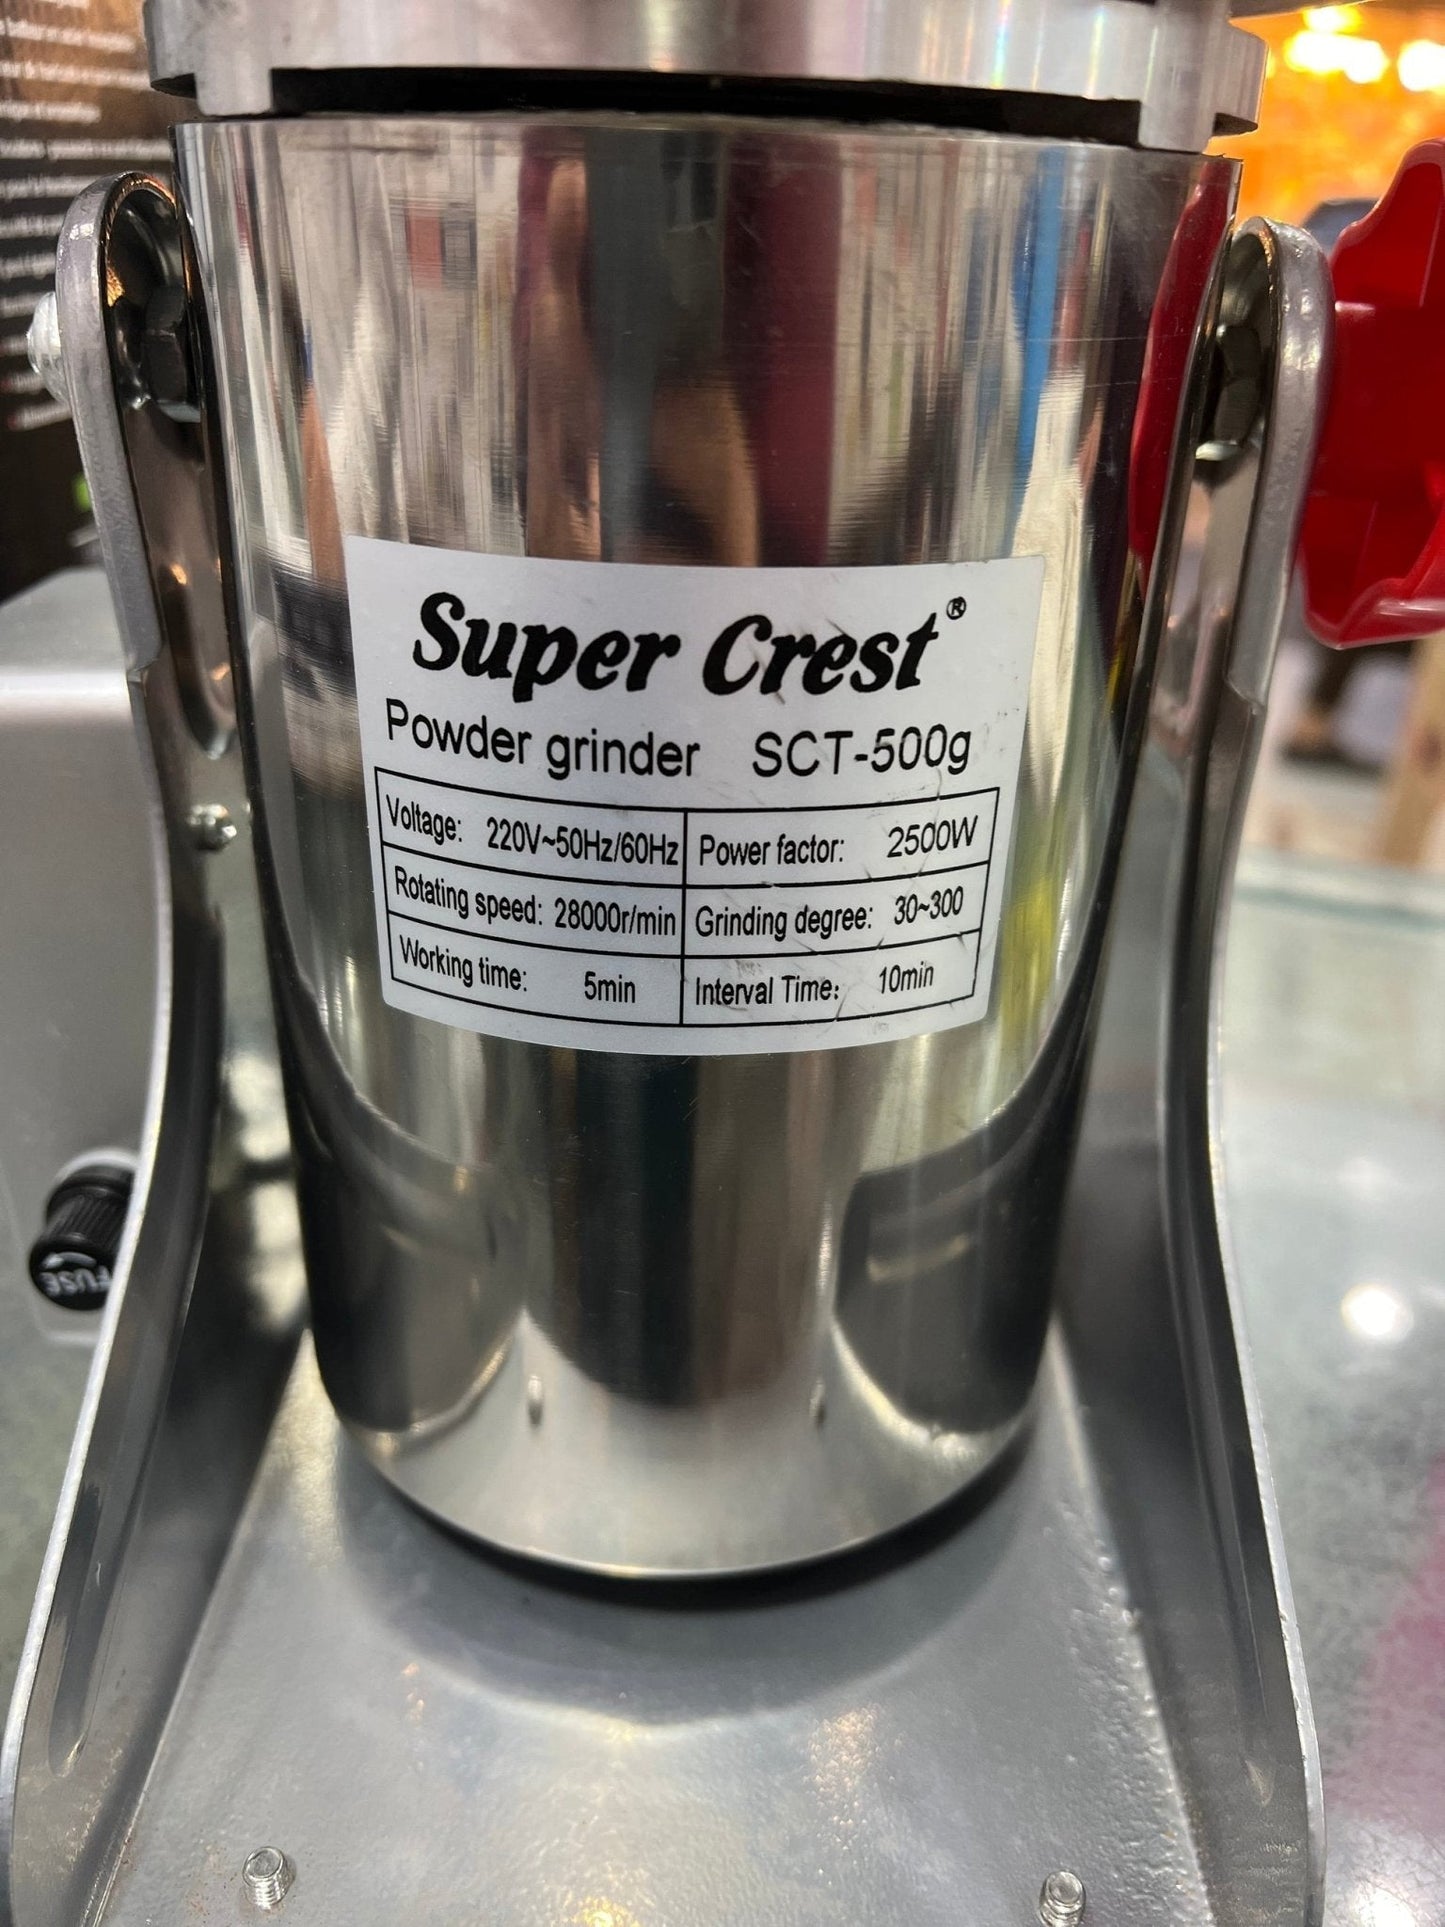 Super Crest®
Powder grinder SCT-500g
Voltage: 220V~50Hz/60Hz Power factor: 2500W
Rotating speed: 28000r/min Grinding degree: 30~300
Working time: 5min Interval Time: 10min
FUSE